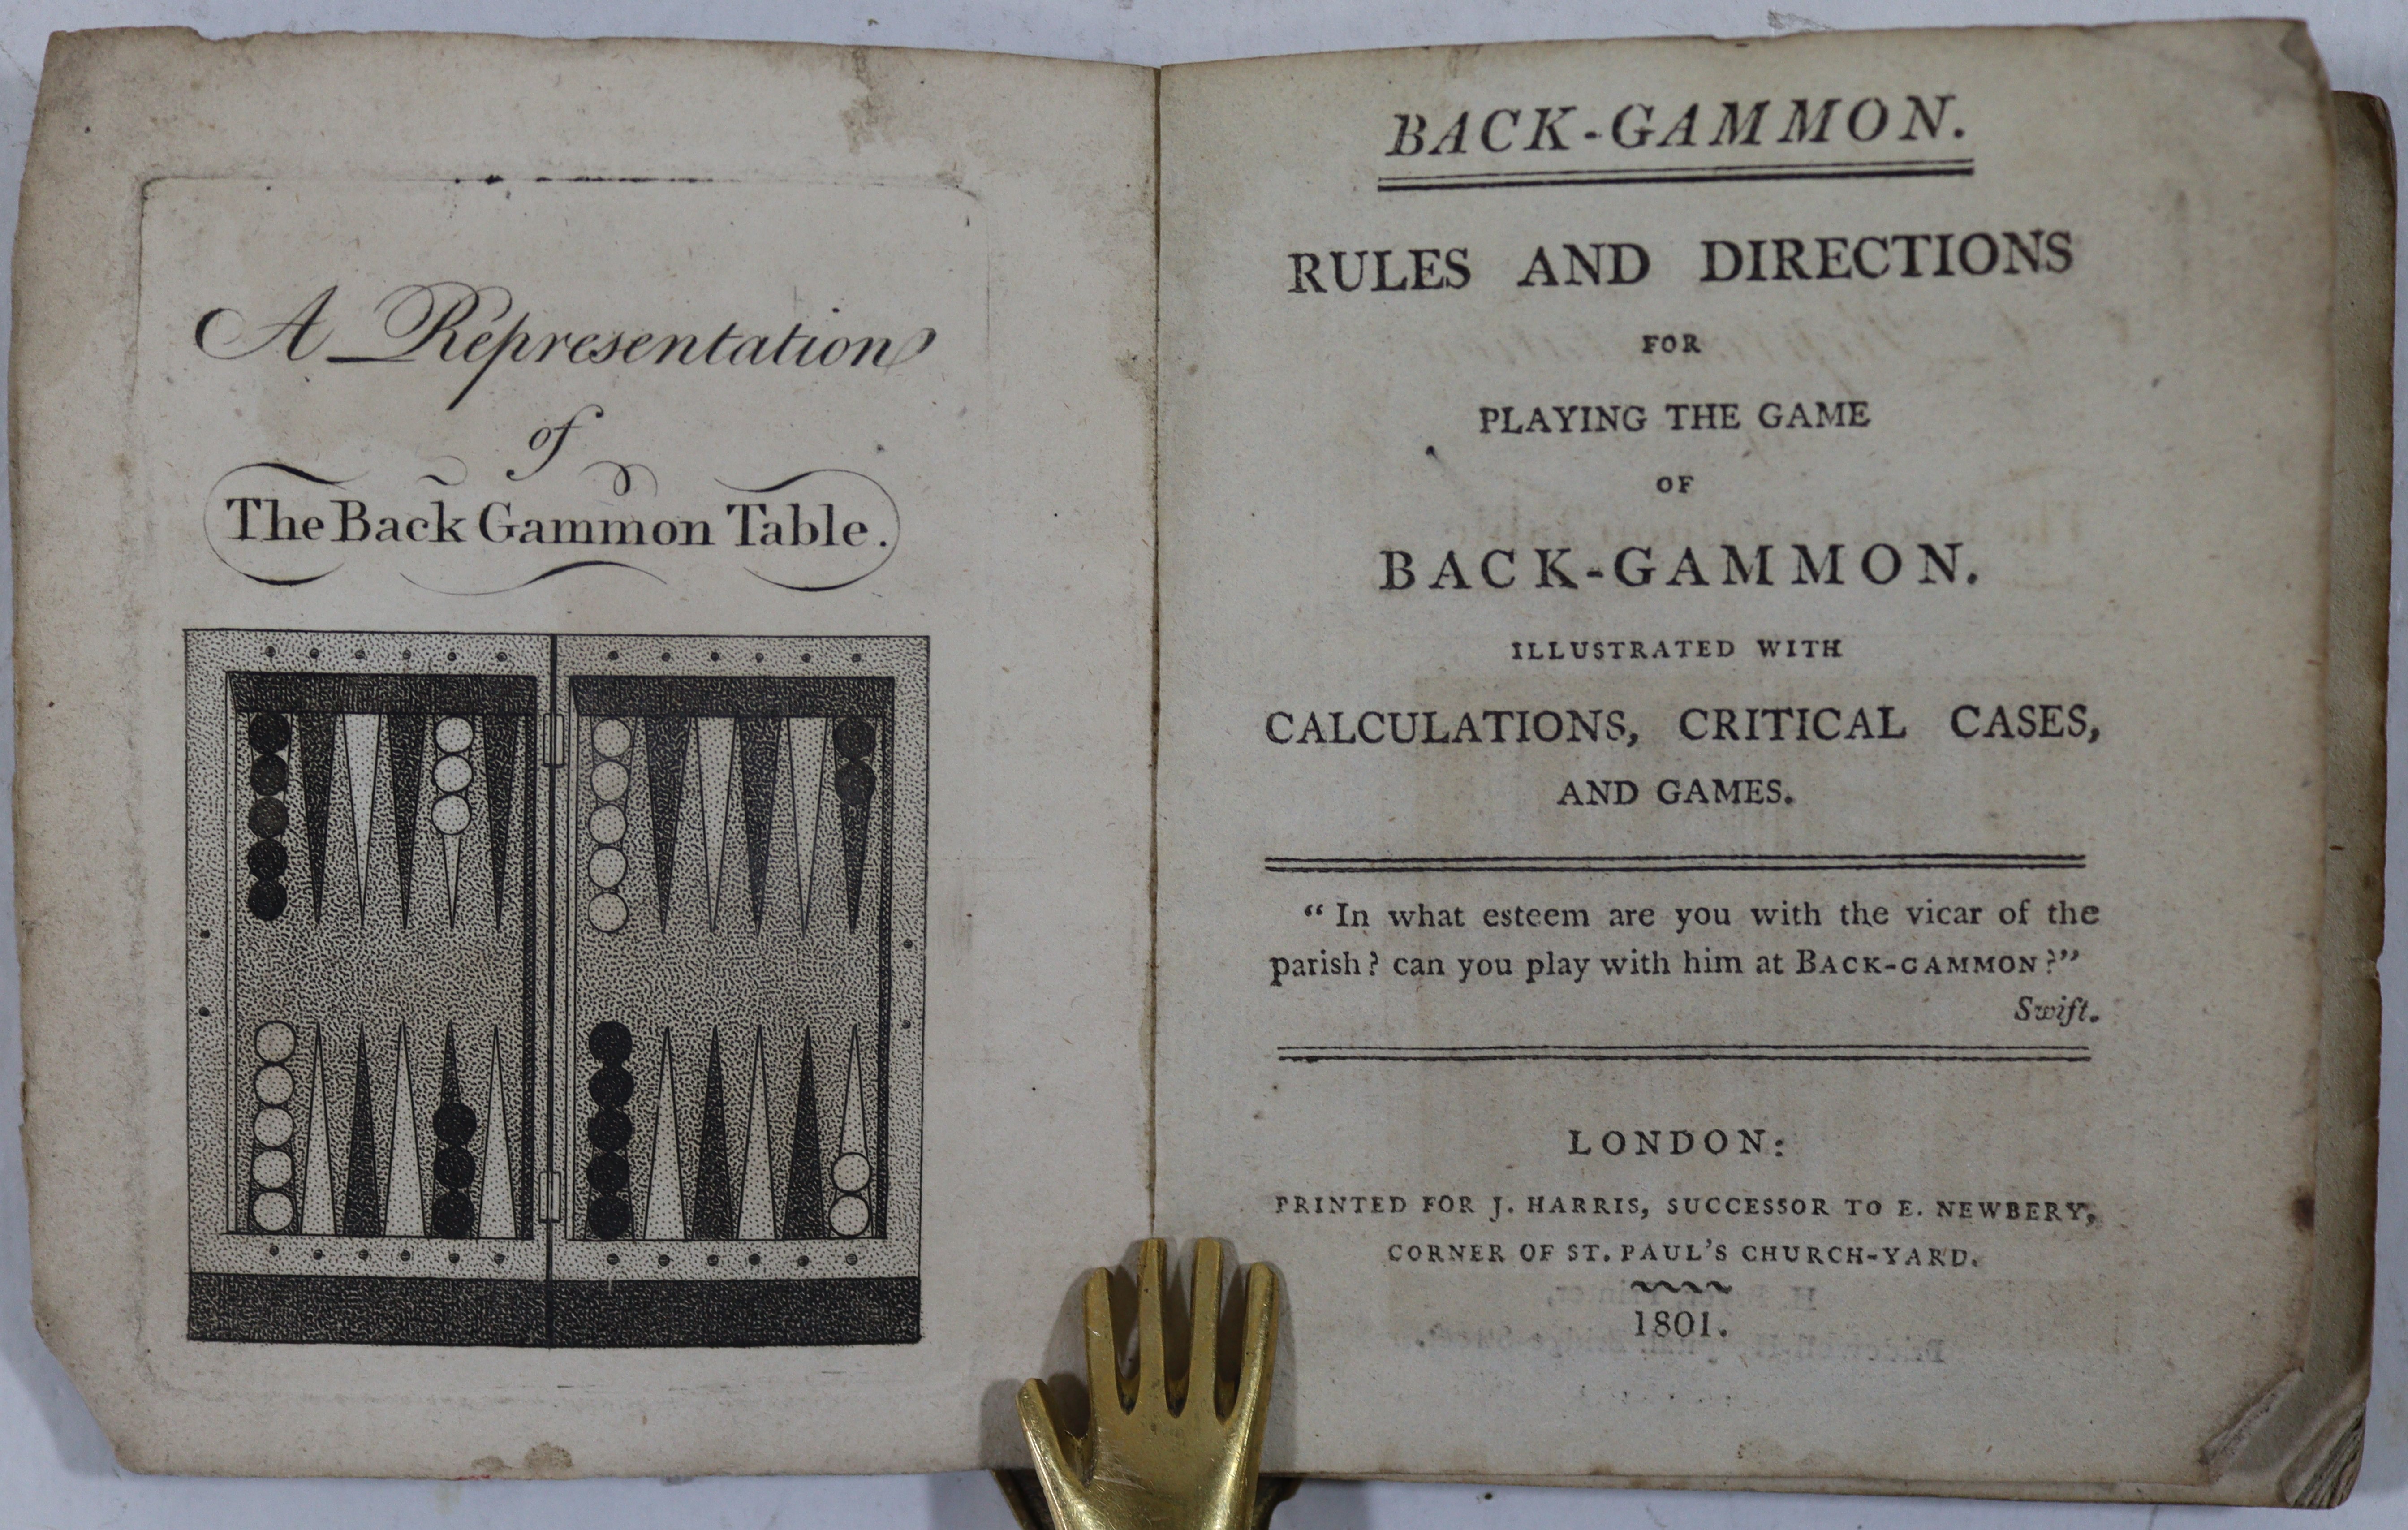 A Representation
of
The Back Gammon Table.
BACK-GAMMON.
RULES AND DIRECTIONS
FOR
PLAYING THE GAME
OF
BACK-GAMMON.
ILLUSTRATED WITH
CALCULATIONS, CRITICAL CASES,
AND GAMES.
“ In what esteem are you with the vicar of the
parish? can you play with him at BACK-GAMMON?”
Swift.
LONDON:
PRINTED FOR J. HARRIS, SUCCESSOR TO E. NEWBERY,
CORNER OF ST. PAUL'S CHURCH-YARD.
1801.